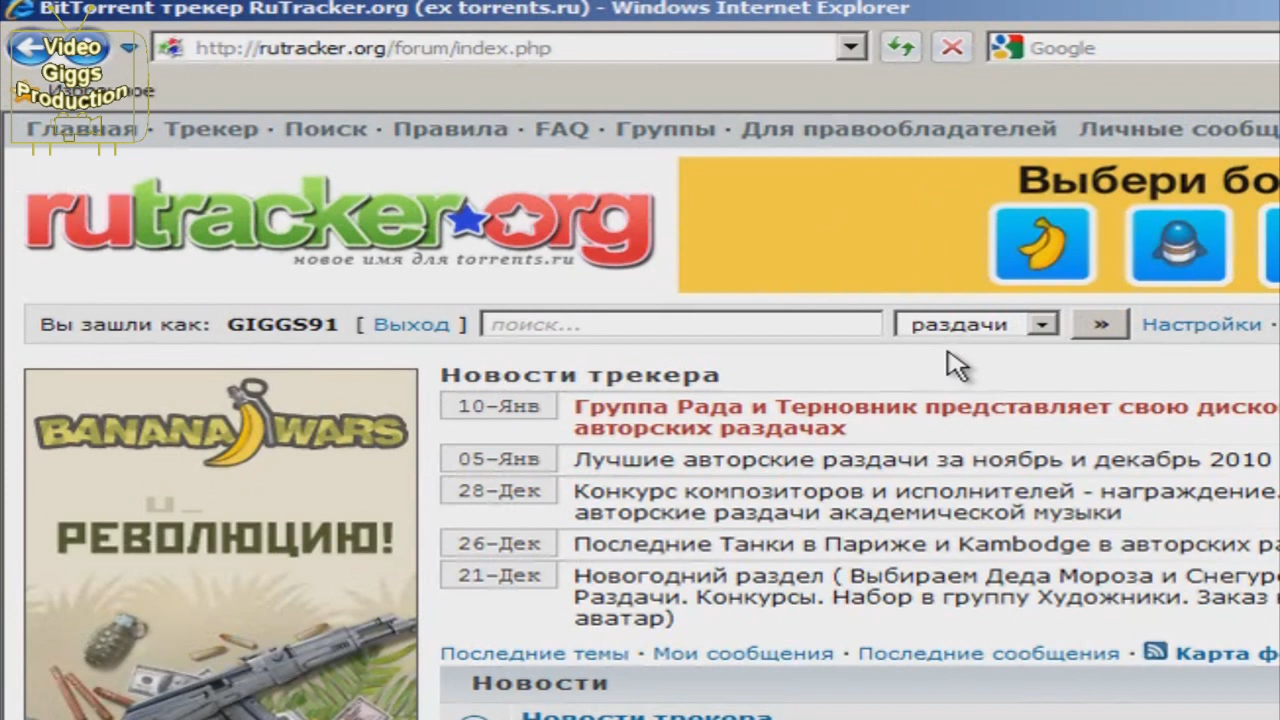 BitTorrent трекер RuTracker.org (ex torrents.ru) - Windows Internet Explorer
Video
Giggs
Production
http://rutracker.org/forum/index.php
Google
Избранное
Главная · Трекер · Поиск · Правила · FAQ · Группы · Для правообладателей Личные сообщ
rutracker.org
новое имя для torrents.ru
Выбери бо
Вы зашли как: GIGGS91 [ Выход ] поиск... раздачи » Настройки ·
BANANA WARS
РЕВОЛЮЦИЮ!
Новости трекера
10-Янв Группа Рада и Терновник представляет свою диско
авторских раздачах
05-Янв Лучшие авторские раздачи за ноябрь и декабрь 2010
28-Дек Конкурс композиторов и исполнителей - награждение.
авторские раздачи академической музыки
26-Дек Последние Танки в Париже и Kambodge в авторских ра
21-Дек Новогодний раздел ( Выбираем Деда Мороза и Снегур
Раздачи. Конкурсы. Набор в группу Художники. Заказ
аватар)
Последние темы · Мои сообщения · Последние сообщения · Карта ф
Новости
Новости трекера